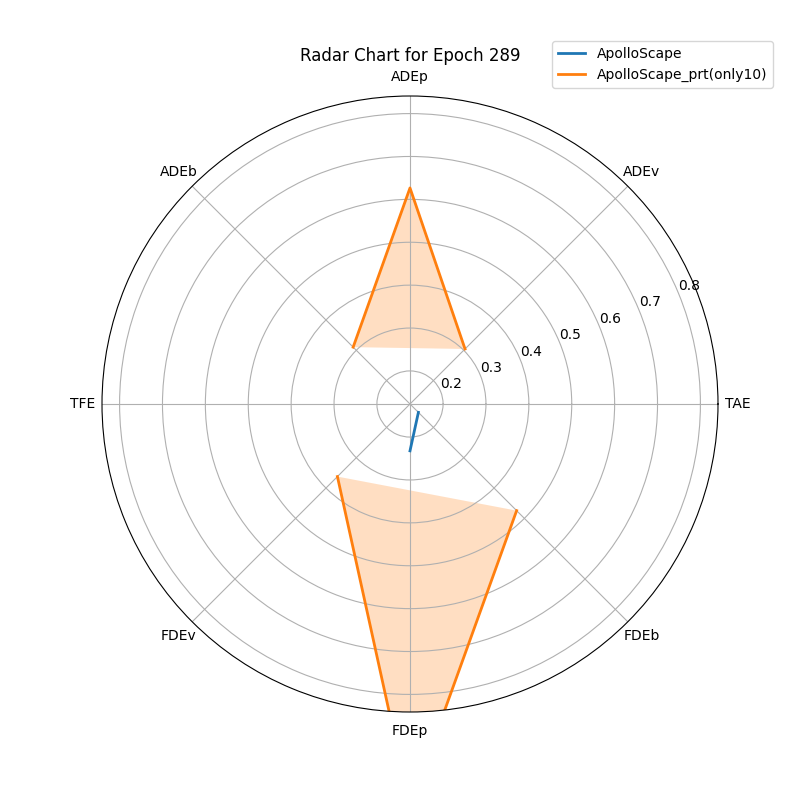 Radar Chart for Epoch 289
ApolloScape
ApolloScape_prt(only10)
ADEp
ADEb
ADEv
0.8
0.7
0.6
0.5
0.4
0.3
0.2
TFE
TAE
FDEv
FDEb
FDEp